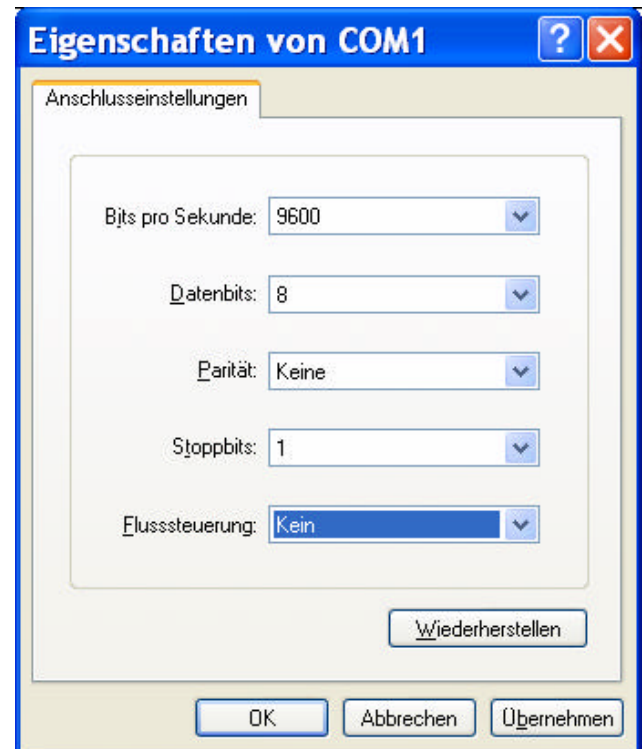 Eigenschaften von COM1
Anschlusseinstellungen
Bits pro Sekunde: 9600
Datenbits: 8
Parität: Keine
Stoppbits: 1
Flusssteuerung: Kein
Wiederherstellen
OK Abbrechen Übernehmen